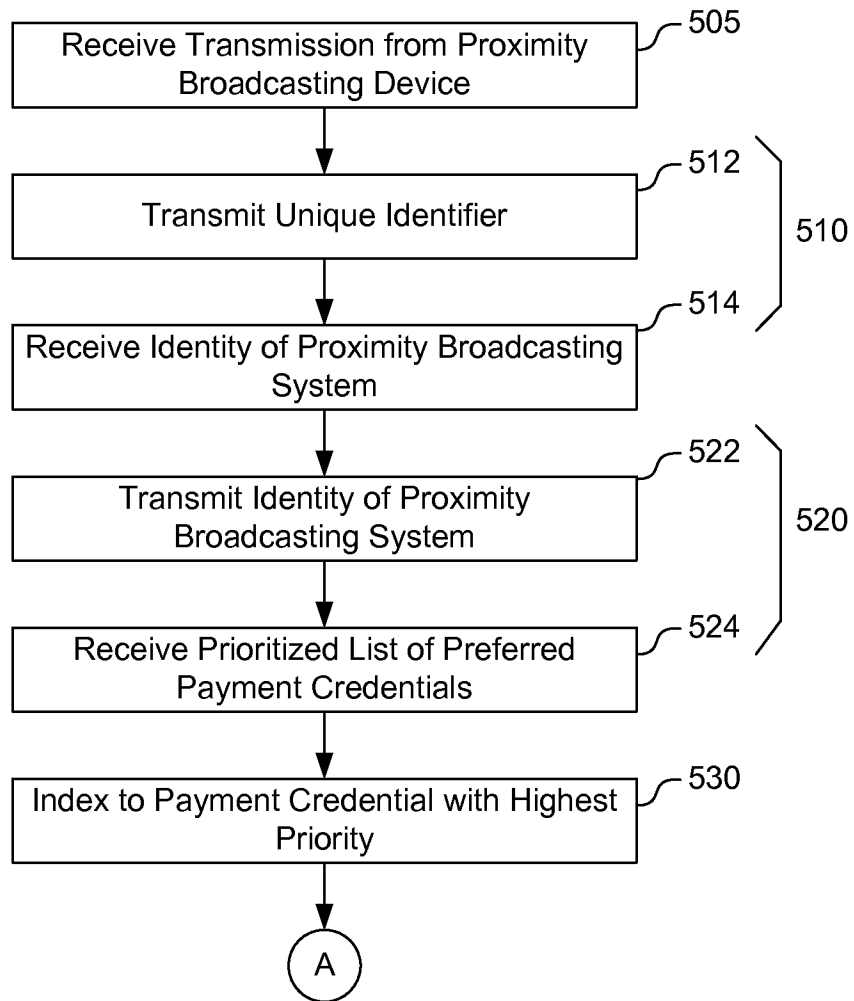 505
Receive Transmission from Proximity
Broadcasting Device
512
Transmit Unique Identifier
510
514
Receive Identity of Proximity Broadcasting
System
522
Transmit Identity of Proximity
Broadcasting System
520
524
Receive Prioritized List of Preferred
Payment Credentials
530
Index to Payment Credential with Highest
Priority
A